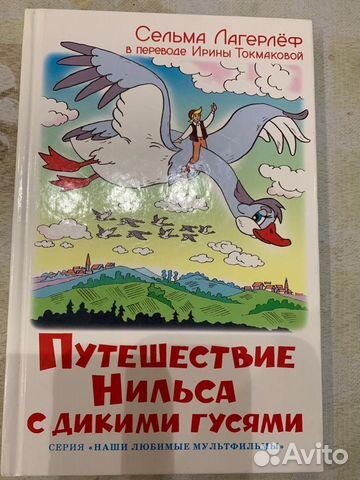 Сельма Лагерлёф
в переводе Ирины Токмаковой
Путешествие
Нильса
с дикими гусями
серия «Наши любимые мультфильмы»
Avito